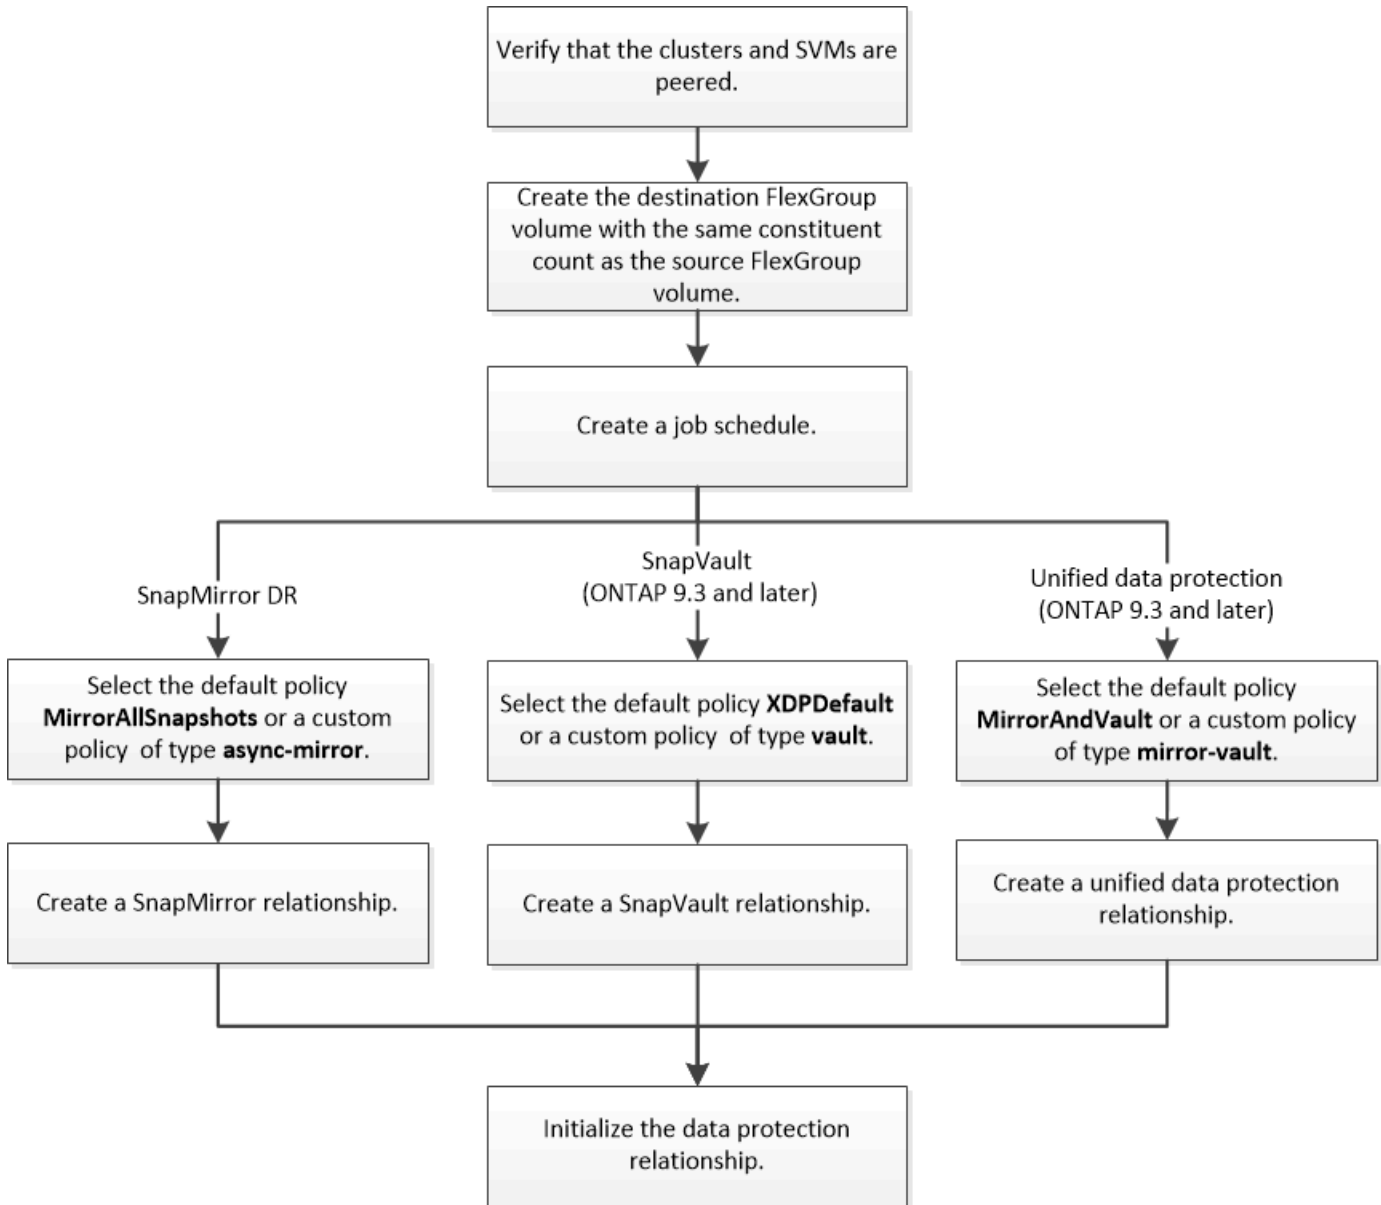 Verify that the clusters and SVMs are
peered.
Create the destination FlexGroup
volume with the same constituent
count as the source FlexGroup
volume.
Create a job schedule.
SnapMirror DR
SnapVault
(ONTAP 9.3 and later)
Unified data protection
(ONTAP 9.3 and later)
Select the default policy
MirrorAllSnapshots or a custom
policy of type async-mirror.
Select the default policy XDPDefault
or a custom policy of type vault.
Select the default policy
MirrorAndVault or a custom policy
of type mirror-vault.
Create a SnapMirror relationship.
Create a SnapVault relationship.
Create a unified data protection
relationship.
Initialize the data protection
relationship.